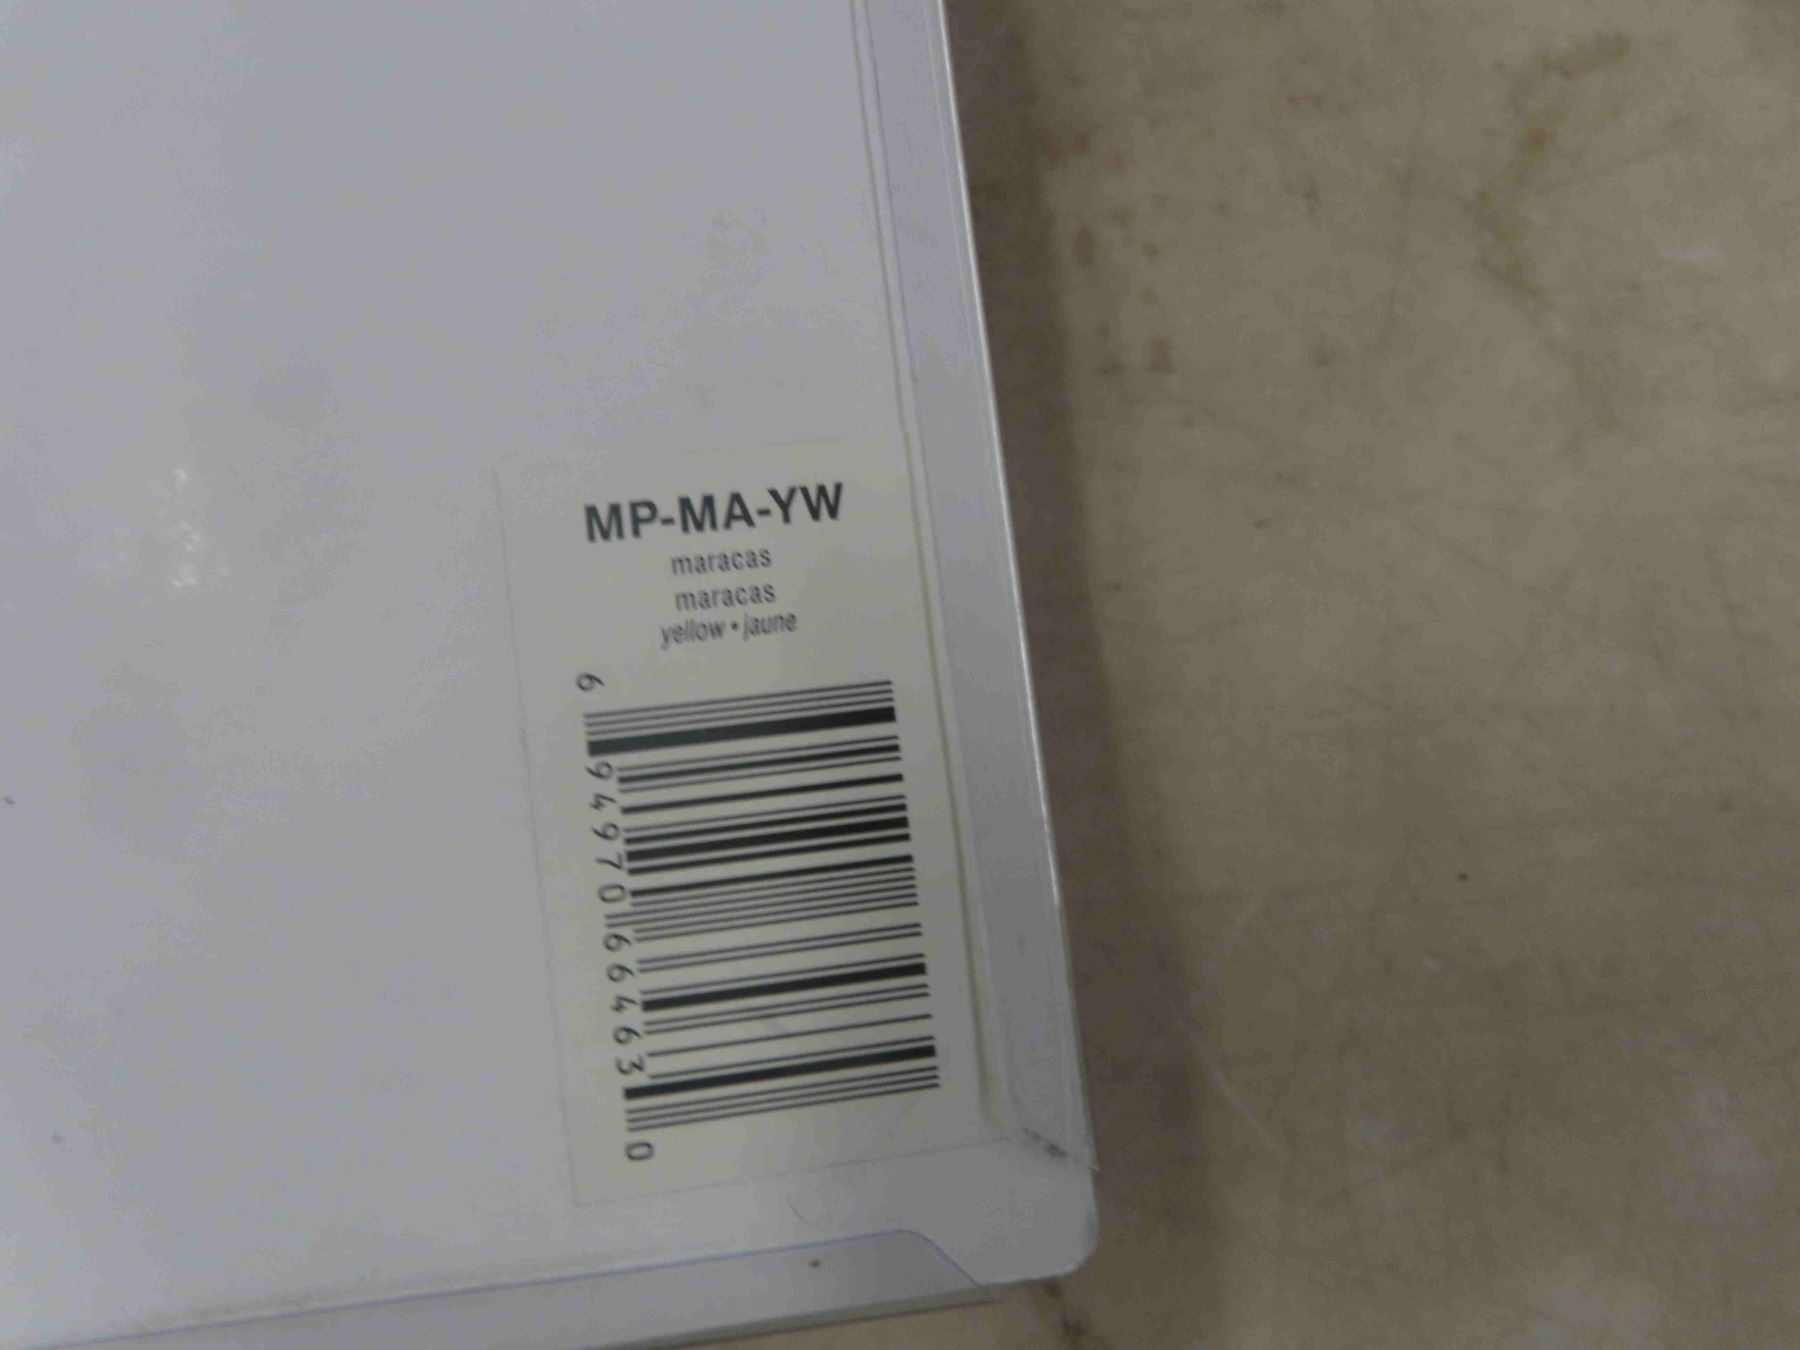 MP-MA-YW
maracas
maracas
yellow • jaune
6 94970 66463 0